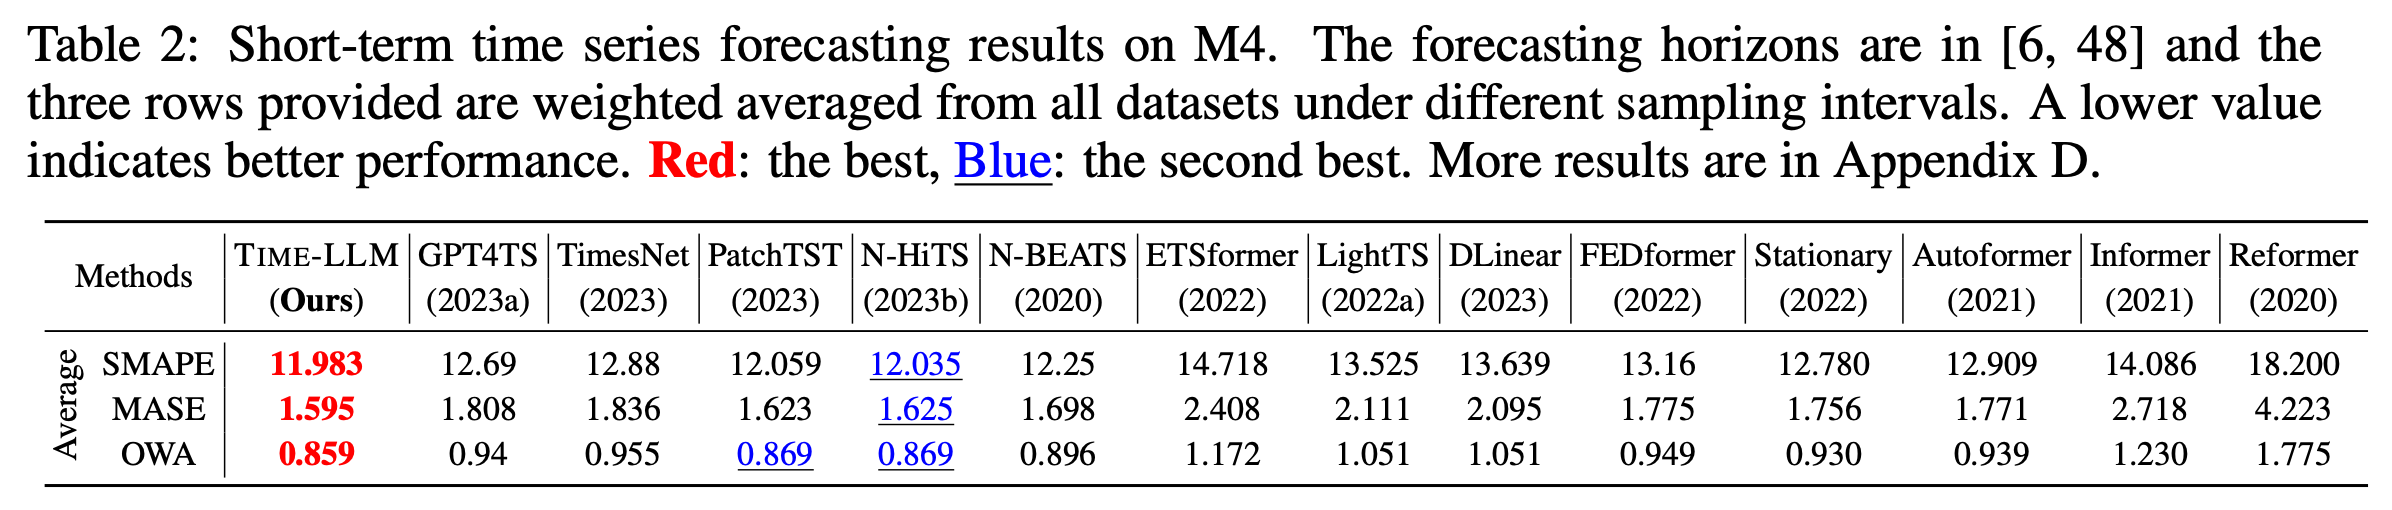 Table 2: Short-term time series forecasting results on M4. The forecasting horizons are in [6, 48] and the
three rows provided are weighted averaged from all datasets under different sampling intervals. A lower value
indicates better performance. Red: the best, Blue: the second best. More results are in Appendix D.
Methods TIME-LLM GPT4TS TimesNet PatchTST N-HiTS N-BEATS ETSformer LightTS DLinear FEDformer Stationary Autoformer Informer Reformer
(Ours) (2023a) (2023) (2023) (2023b) (2020) (2022) (2022a) (2023) (2022) (2022) (2021) (2021) (2020)
Average
SMAPE 11.983 12.69 12.88 12.059 12.035 12.25 14.718 13.525 13.639 13.16 12.780 12.909 14.086 18.200
MASE 1.595 1.808 1.836 1.623 1.625 1.698 2.408 2.111 2.095 1.775 1.756 1.771 2.718 4.223
OWA 0.859 0.94 0.955 0.869 0.869 0.896 1.172 1.051 1.051 0.949 0.930 0.939 1.230 1.775